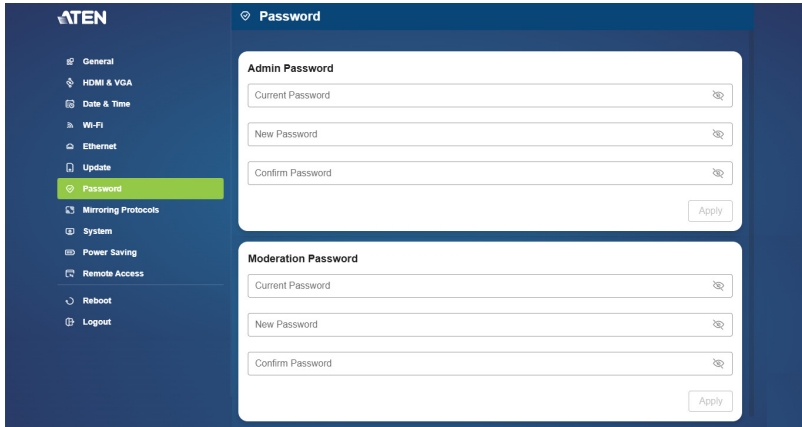 ATEN
General
HDMI & VGA
Date & Time
Wi-Fi
Ethernet
Update
Password
Mirroring Protocols
System
Power Saving
Remote Access
Reboot
Logout
Password
Admin Password
Current Password
New Password
Confirm Password
Apply
Moderation Password
Current Password
New Password
Confirm Password
Apply